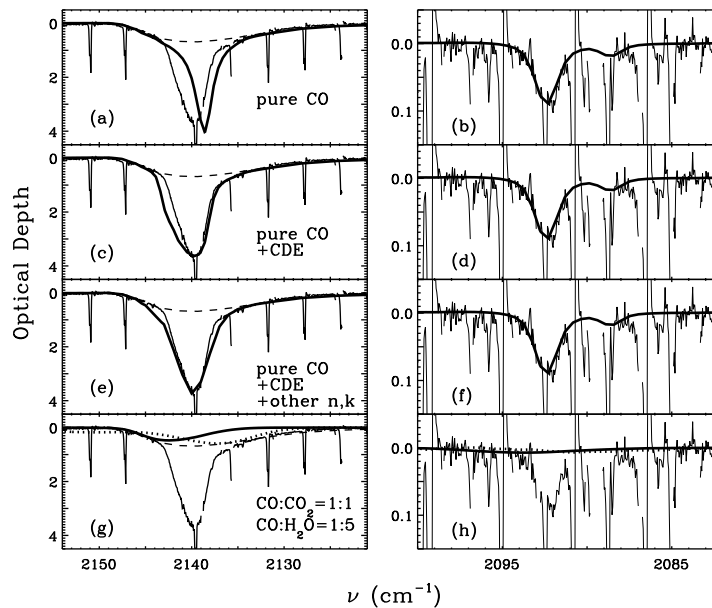 Optical Depth
0
2
4
(a)
pure CO
0.0
0.1
(b)
0
2
4
(c)
pure CO
+CDE
0.0
0.1
(d)
0
2
4
(e)
pure CO
+CDE
+other n,k
0.0
0.1
(f)
0
2
4
(g)
CO:CO₂=1:1
CO:H₂O=1:5
0.0
0.1
(h)
2150 2140 2130
2095 2085
ν (cm⁻¹)